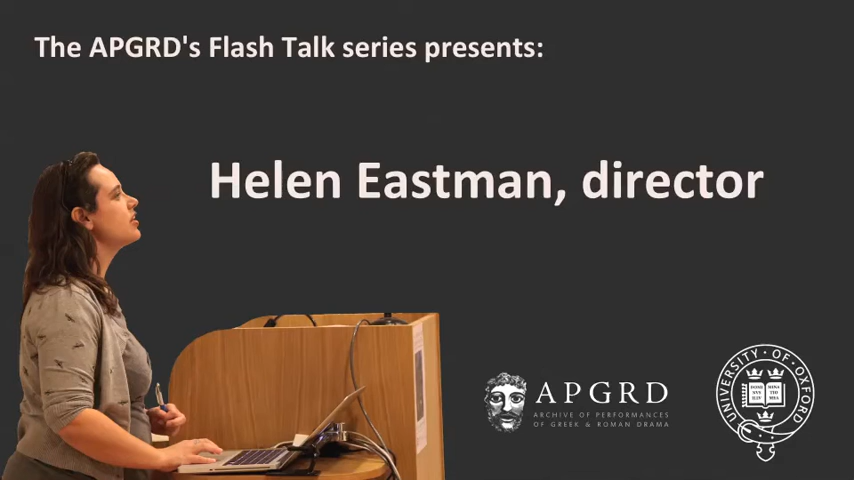 The APGRD's Flash Talk series presents:
Helen Eastman, director
APGRD
ARCHIVE OF PERFORMANCES
OF GREEK & ROMAN DRAMA
UNIVERSITY OF OXFORD